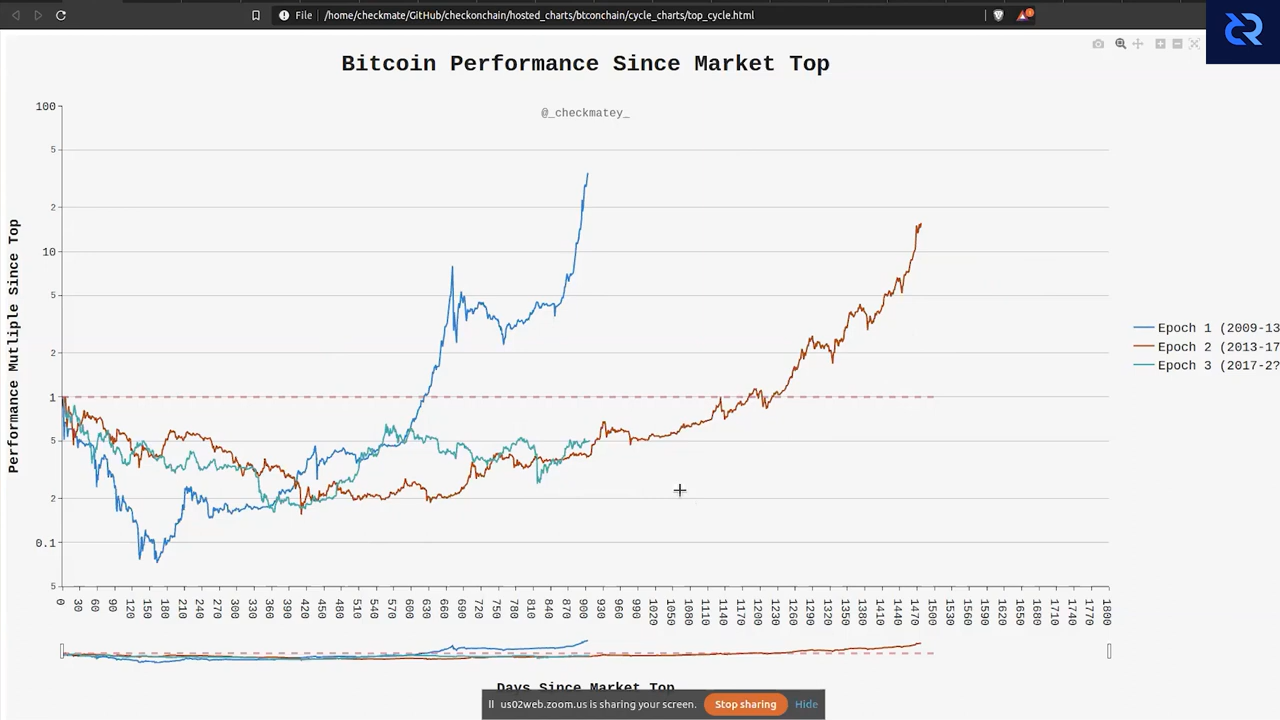 File | /home/checkmate/GitHub/checkonchain/hosted_charts/btconchain/cycle_charts/top_cycle.html
Bitcoin Performance Since Market Top
@_checkmatey_
Performance Mutliple Since Top
100
5
2
10
5
2
1
5
2
0.1
5
Epoch 1 (2009-13
Epoch 2 (2013-17
Epoch 3 (2017-2?
0 30 60 90 120 150 180 210 240 270 300 330 360 390 420 450 480 510 540 570 600 630 660 690 720 750 780 810 840 870 900 930 960 990 1020 1050 1080 1110 1140 1170 1200 1230 1260 1290 1320 1350 1380 1410 1440 1470 1500 1530 1560 1590 1620 1650 1680 1710 1740 1770 1800
Days Since Market Top
us02web.zoom.us is sharing your screen. Stop sharing Hide